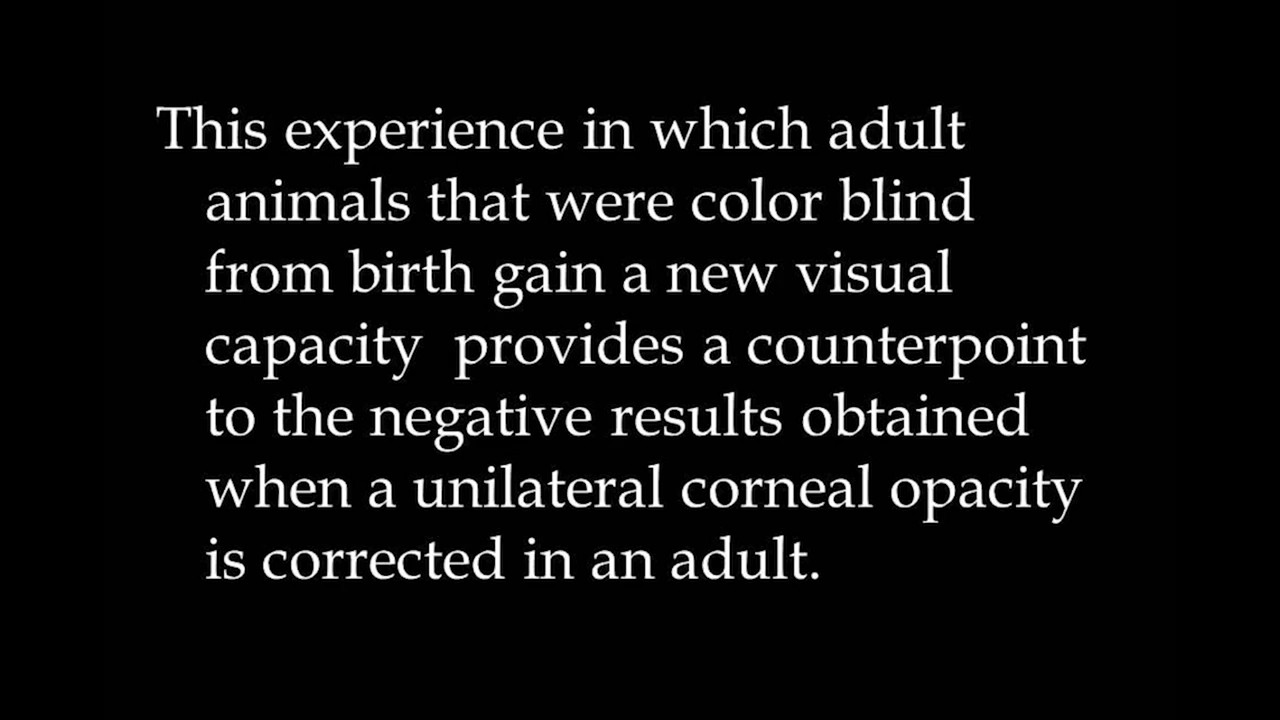 This experience in which adult
animals that were color blind
from birth gain a new visual
capacity  provides a counterpoint
to the negative results obtained
when a unilateral corneal opacity
is corrected in an adult.